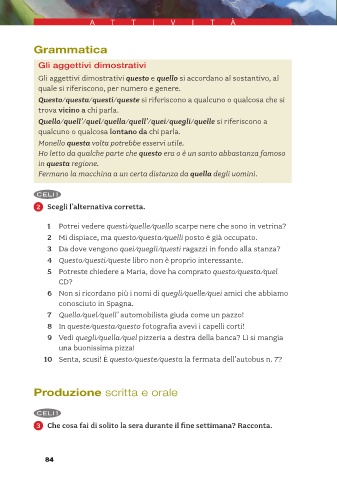 ATTIVITÀ
Grammatica
Gli aggettivi dimostrativi
Gli aggettivi dimostrativi questo e quello si accordano al sostantivo, al
quale si riferiscono, per numero e genere.
Questo/questa/questi/queste si riferiscono a qualcuno o qualcosa che si
trova vicino a chi parla.
Quello/quell'/quel/quella/quell'/quei/quegli/quelle si riferiscono a
qualcuno o qualcosa lontano da chi parla.
Monello questa volta potrebbe esservi utile.
Ho letto da qualche parte che questo era o è un santo abbastanza famoso
in questa regione.
Fermano la macchina a un certa distanza da quella degli uomini.
CELI 1
2 Scegli l'alternativa corretta.
1 Potrei vedere questi/quelle/quello scarpe nere che sono in vetrina?
2 Mi dispiace, ma questo/questa/quelli posto è già occupato.
3 Da dove vengono quei/quegli/questi ragazzi in fondo alla stanza?
4 Questo/questi/queste libro non è proprio interessante.
5 Potreste chiedere a Maria, dove ha comprato questo/questa/quel
CD?
6 Non si ricordano più i nomi di quegli/quelle/quei amici che abbiamo
conosciuto in Spagna.
7 Quello/quel/quell' automobilista giuda come un pazzo!
8 In queste/questa/questo fotografia avevi i capelli corti!
9 Vedi quegli/quella/quel pizzeria a destra della banca? Lì si mangia
una buonissima pizza!
10 Senta, scusi! È questo/queste/questa la fermata dell'autobus n. 7?
Produzione scritta e orale
CELI 1
3 Che cosa fai di solito la sera durante il fine settimana? Racconta.
84